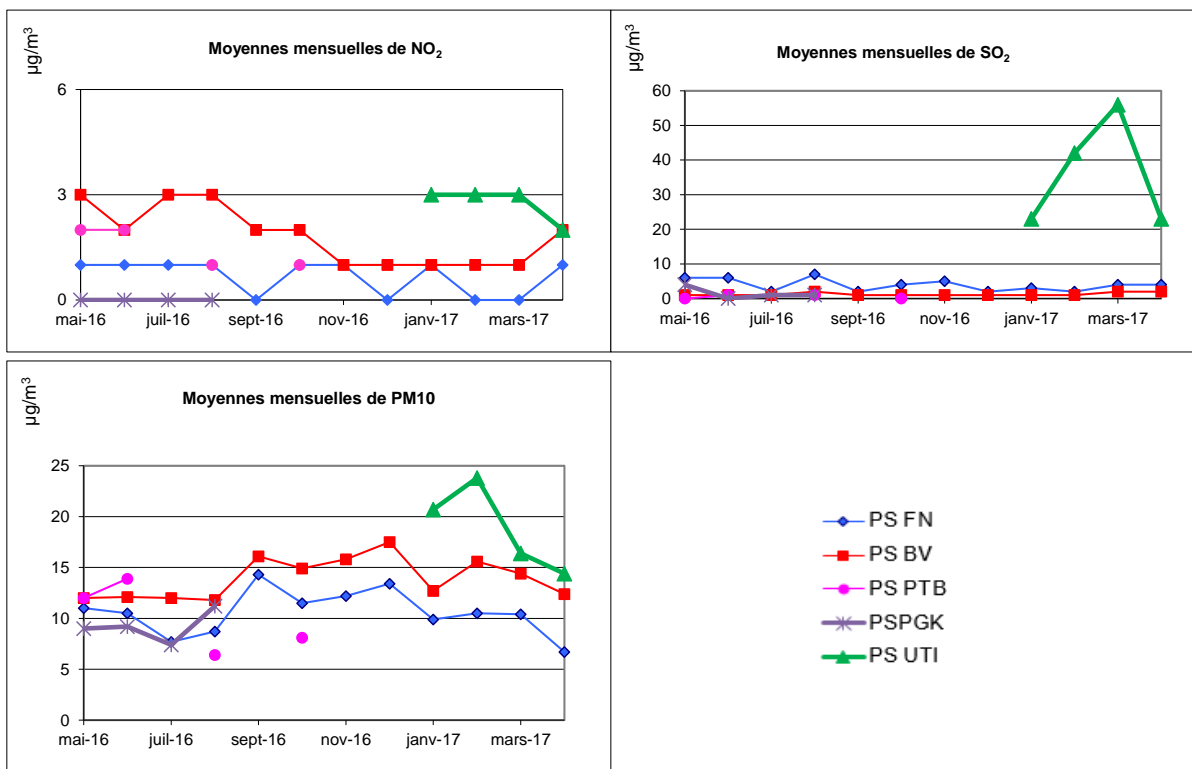 µg/m³
Moyennes mensuelles de NO₂
6
3
0
mai-16 juil-16 sept-16 nov-16 janv-17 mars-17
µg/m³
Moyennes mensuelles de SO₂
60
50
40
30
20
10
0
mai-16 juil-16 sept-16 nov-16 janv-17 mars-17
µg/m³
Moyennes mensuelles de PM10
25
20
15
10
5
0
mai-16 juil-16 sept-16 nov-16 janv-17 mars-17
PS FN
PS BV
PS PTB
PSPGK
PS UTI